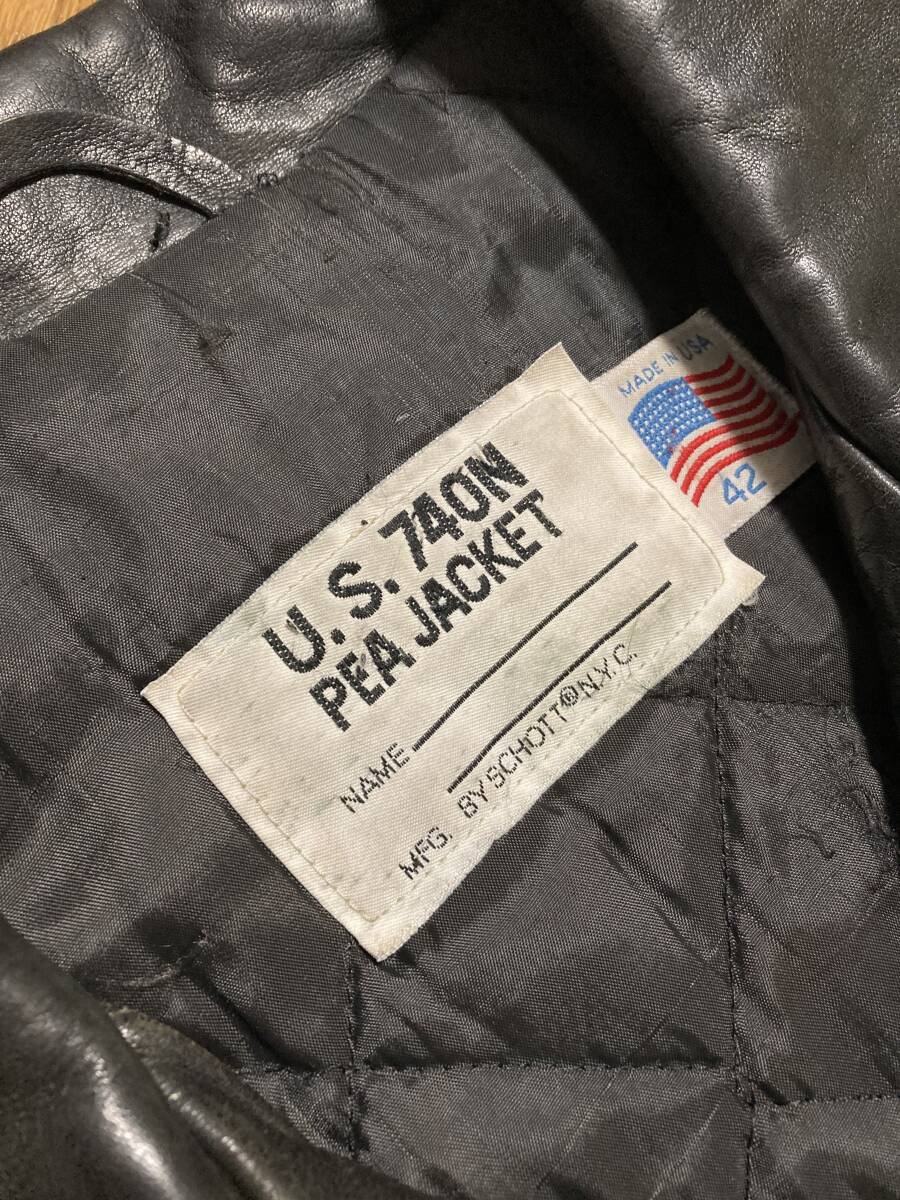 U.S. 740N
PEA JACKET
NAME
MFG. BY SCHOTT® N.Y.C.
MADE IN USA
42